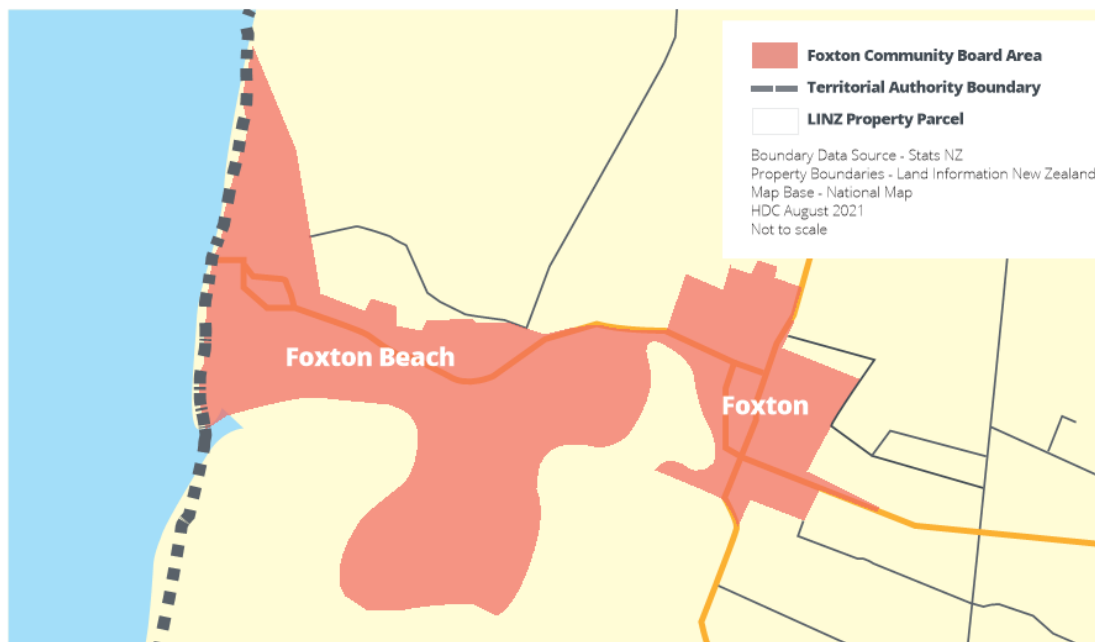 Foxton Community Board Area
Territorial Authority Boundary
LINZ Property Parcel
Boundary Data Source - Stats NZ
Property Boundaries - Land Information New Zealand
Map Base - National Map
HDC August 2021
Not to scale
Foxton Beach
Foxton